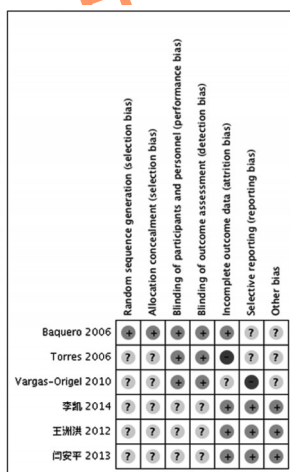 Random sequence generation (selection bias)
Allocation concealment (selection bias)
Blinding of participants and personnel (performance bias)
Blinding of outcome assessment (detection bias)
Incomplete outcome data (attrition bias)
Selective reporting (reporting bias)
Other bias
Baquero 2006 + + + + + ? ?
Torres 2006 ? ? + + - ? ?
Vargas-Origel 2010 ? ? + + ? - ?
李凯 2014 ? ? ? ? + + +
王洲洪 2012 ? ? ? ? + + +
闫安平 2013 ? ? ? ? + + +